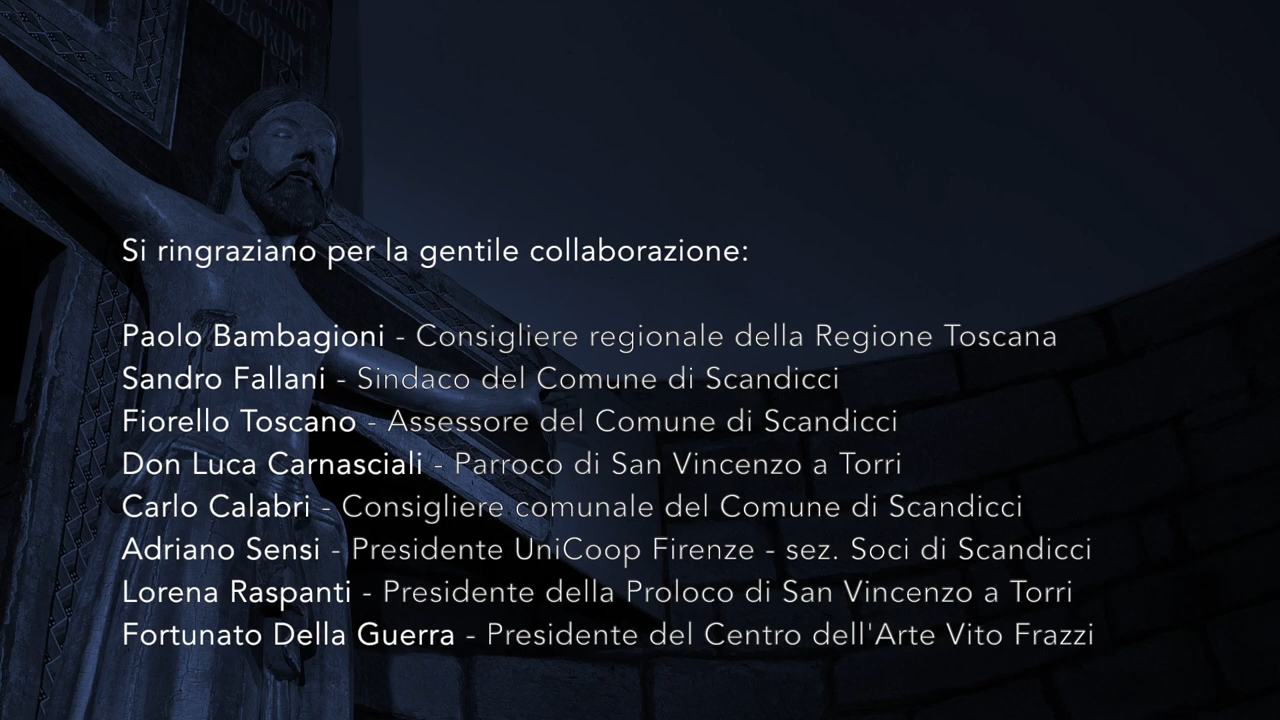 DEORUM
Si ringraziano per la gentile collaborazione:
Paolo Bambagioni - Consigliere regionale della Regione Toscana
Sandro Fallani - Sindaco del Comune di Scandicci
Fiorello Toscano - Assessore del Comune di Scandicci
Don Luca Carnasciali - Parroco di San Vincenzo a Torri
Carlo Calabri - Consigliere comunale del Comune di Scandicci
Adriano Sensi - Presidente UniCoop Firenze - sez. Soci di Scandicci
Lorena Raspanti - Presidente della Proloco di San Vincenzo a Torri
Fortunato Della Guerra - Presidente del Centro dell'Arte Vito Frazzi